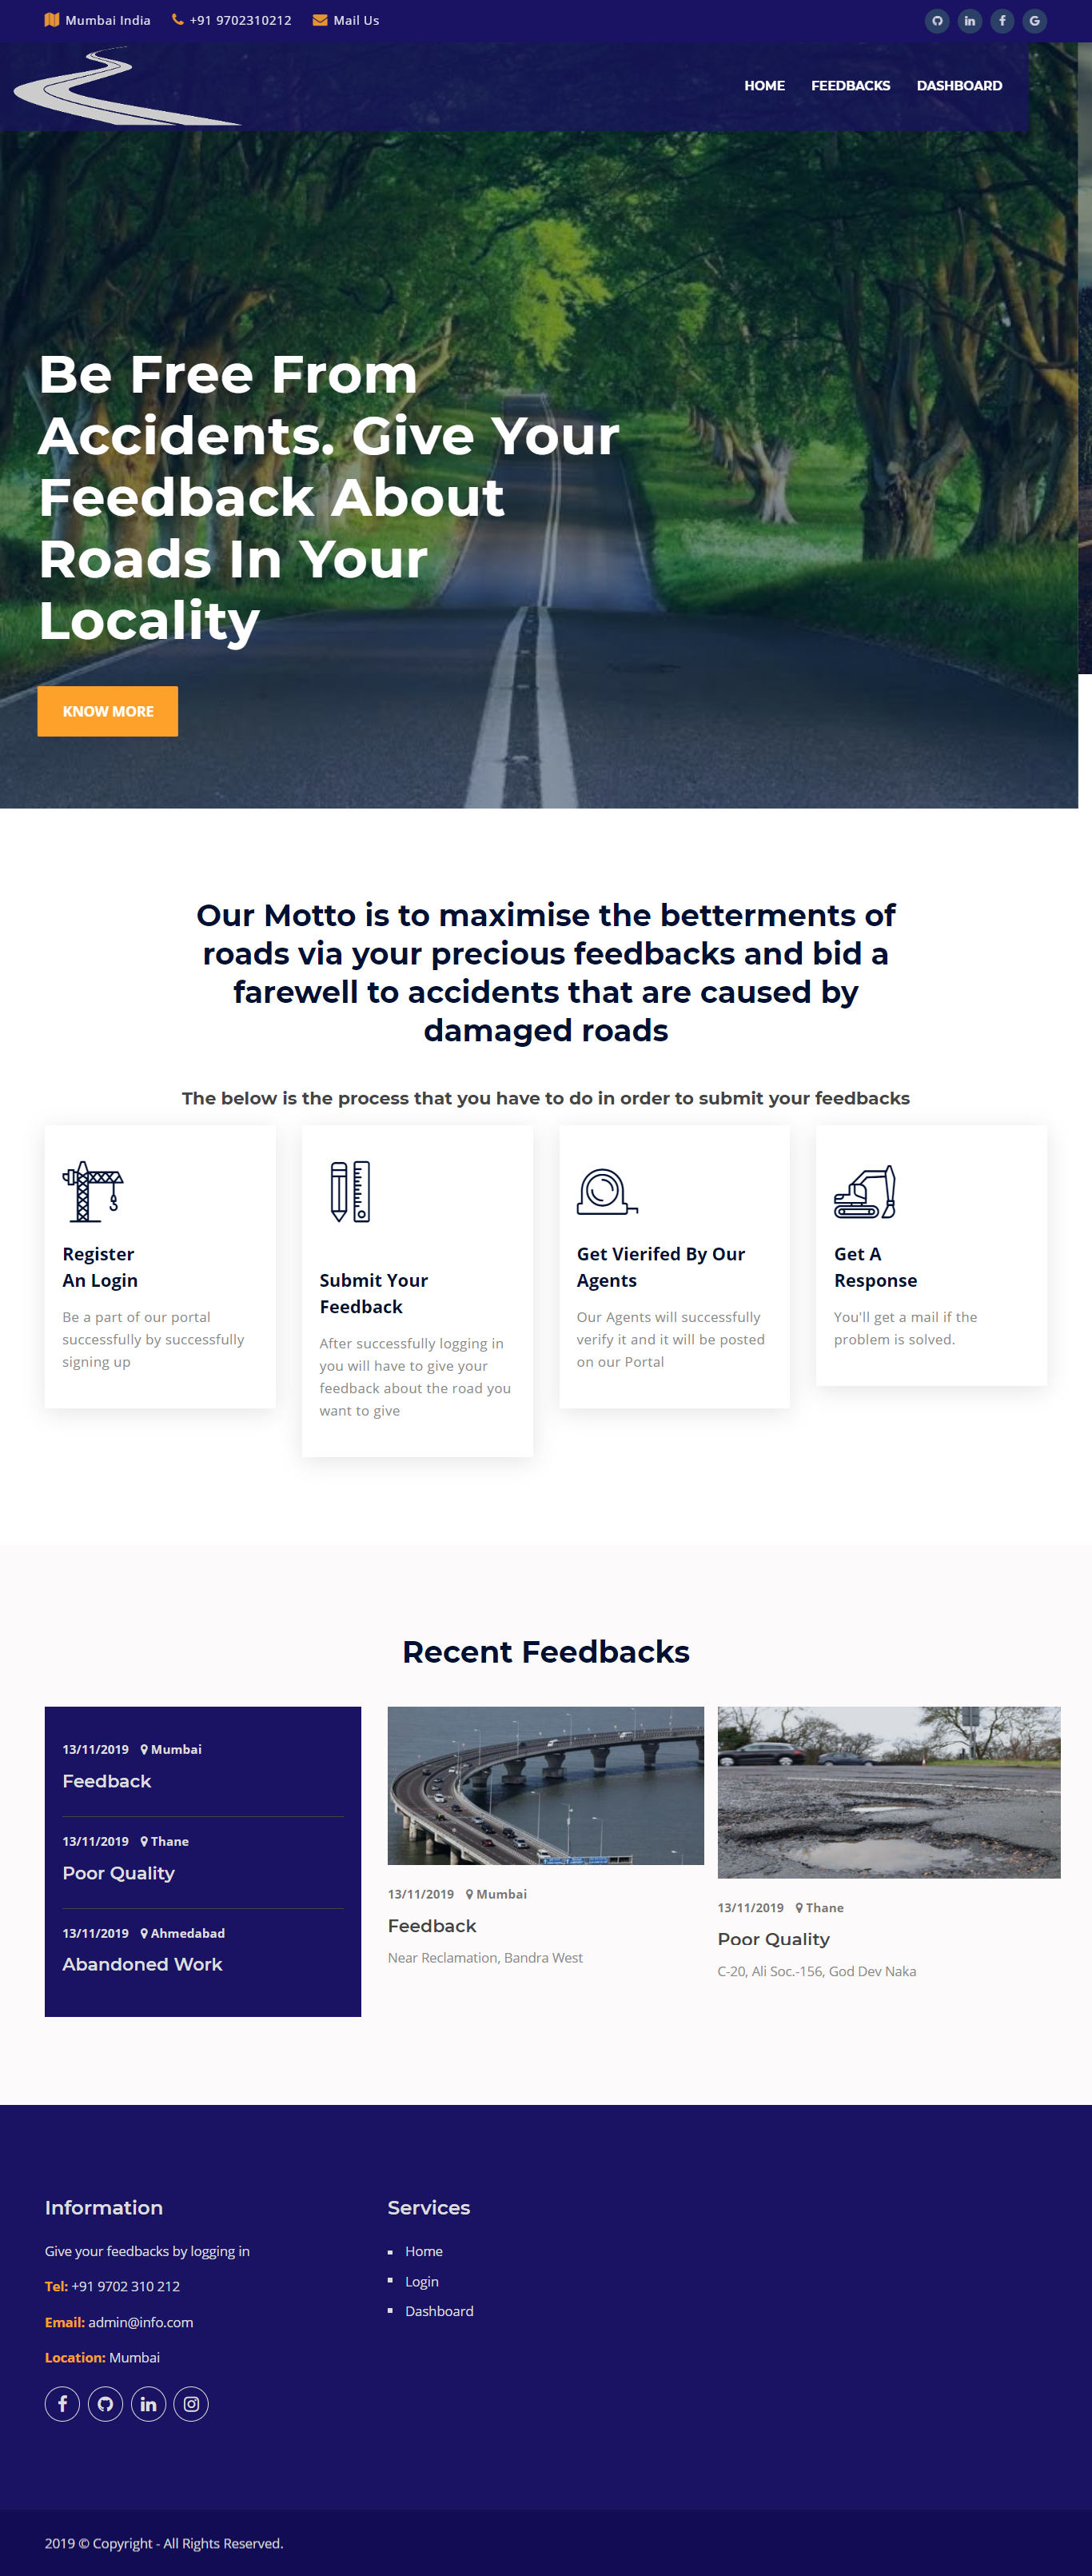 Mumbai India +91 9702310212 Mail Us
HOME FEEDBACKS DASHBOARD
Be Free From
Accidents. Give Your
Feedback About
Roads In Your
Locality
KNOW MORE
Our Motto is to maximise the betterments of
roads via your precious feedbacks and bid a
farewell to accidents that are caused by
damaged roads
The below is the process that you have to do in order to submit your feedbacks
Register
An Login
Be a part of our portal
successfully by successfully
signing up
Submit Your
Feedback
After successfully logging in
you will have to give your
feedback about the road you
want to give
Get Vierifed By Our
Agents
Our Agents will successfully
verify it and it will be posted
on our Portal
Get A
Response
You'll get a mail if the
problem is solved.
Recent Feedbacks
13/11/2019 Mumbai
Feedback
13/11/2019 Thane
Poor Quality
13/11/2019 Ahmedabad
Abandoned Work
13/11/2019 Mumbai
Feedback
Near Reclamation, Bandra West
13/11/2019 Thane
Poor Quality
C-20, Ali Soc.-156, God Dev Naka
Information
Give your feedbacks by logging in
Tel: +91 9702 310 212
Email: admin@info.com
Location: Mumbai
Services
Home
Login
Dashboard
2019 © Copyright - All Rights Reserved.